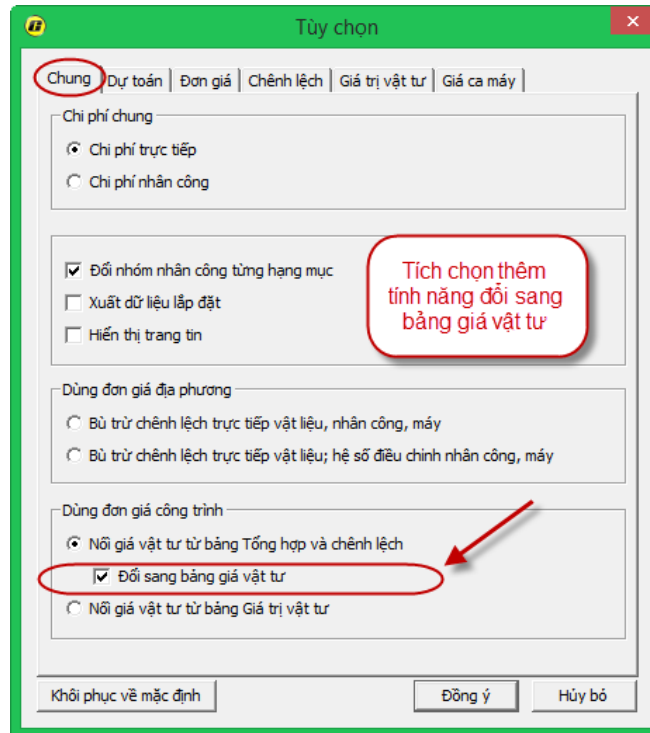 Tùy chọn
Chung Dự toán Đơn giá Chênh lệch Giá trị vật tư Giá ca máy
Chi phí chung
Chi phí trực tiếp
Chi phí nhân công
Đổi nhóm nhân công từng hạng mục
Xuất dữ liệu lắp đặt
Hiển thị trang tin
Tích chọn thêm
tính năng đổi sang
bảng giá vật tư
Dùng đơn giá địa phương
Bù trừ chênh lệch trực tiếp vật liệu, nhân công, máy
Bù trừ chênh lệch trực tiếp vật liệu; hệ số điều chỉnh nhân công, máy
Dùng đơn giá công trình
Nối giá vật tư từ bảng Tổng hợp và chênh lệch
Đổi sang bảng giá vật tư
Nối giá vật tư từ bảng Giá trị vật tư
Khôi phục về mặc định Đồng ý Hủy bỏ